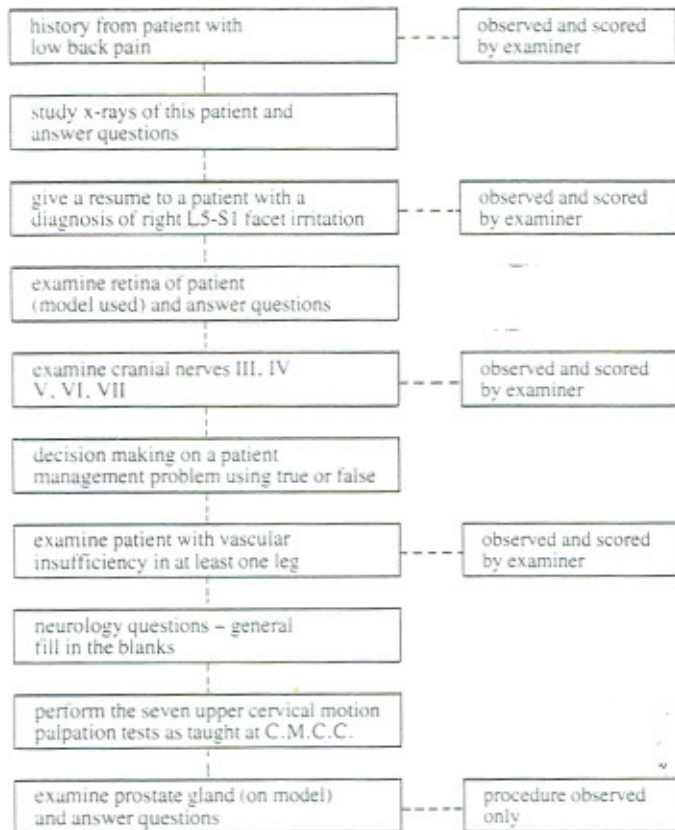 history from patient with
low back pain
observed and scored
by examiner
study x-rays of this patient and
answer questions
give a resume to a patient with a
diagnosis of right L5-S1 facet irritation
observed and scored
by examiner
examine retina of patient
(model used) and answer questions
examine cranial nerves III, IV
V, VI, VII
observed and scored
by examiner
decision making on a patient
management problem using true or false
examine patient with vascular
insufficiency in at least one leg
observed and scored
by examiner
neurology questions – general
fill in the blanks
perform the seven upper cervical motion
palpation tests as taught at C.M.C.C.
examine prostate gland (on model)
and answer questions
procedure observed
only